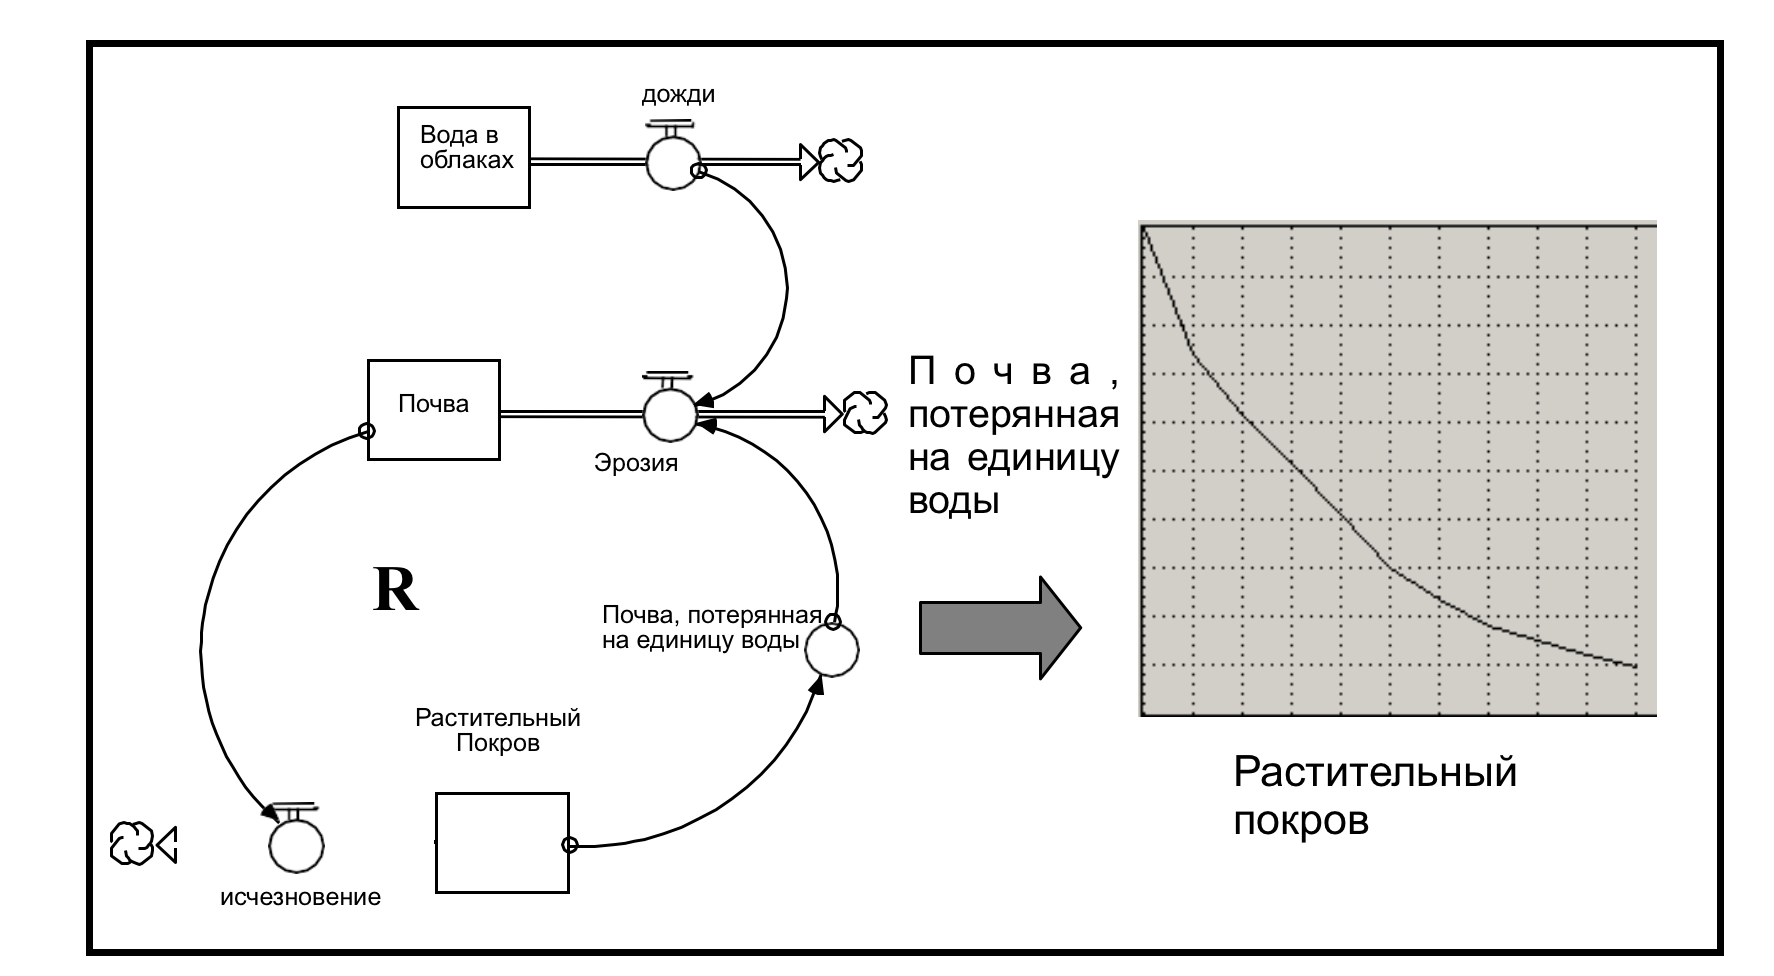 дожди
Вода в
облаках
Почва
Эрозия
R
Почва, потерянная
на единицу воды
Растительный
Покров
исчезновение
Почва,
потерянная
на единицу
воды
Растительный
покров